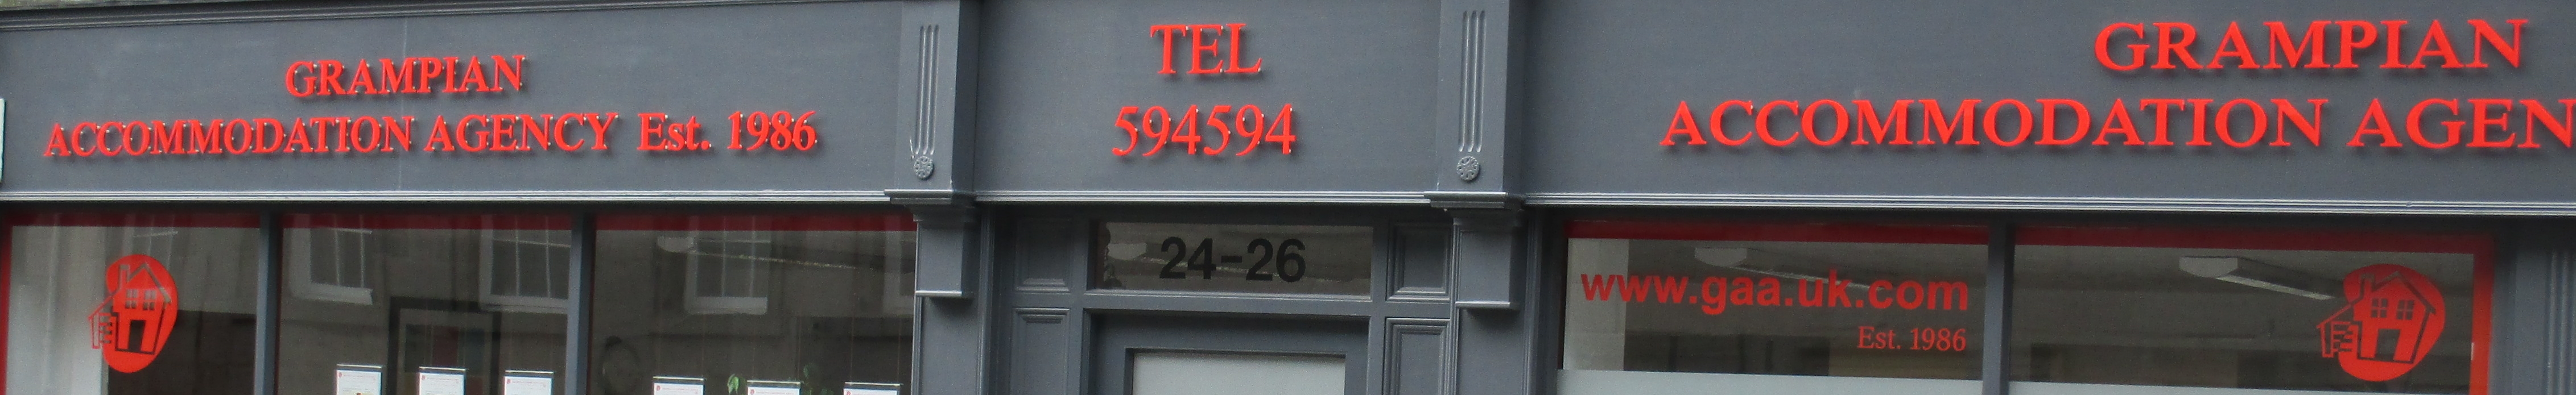 GRAMPIAN
ACCOMMODATION AGENCY Est. 1986
TEL
594594
GRAMPIAN
ACCOMMODATION AGEN
24-26
www.gaa.uk.com
Est. 1986